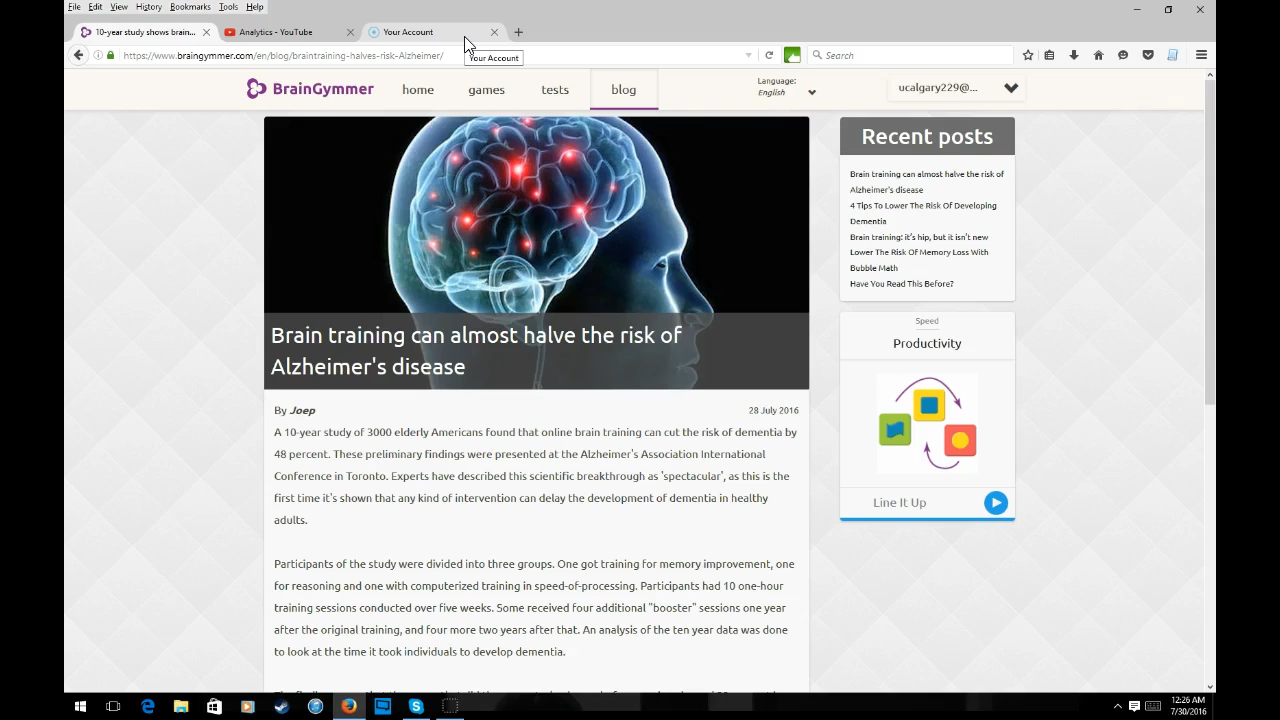 File Edit View History Bookmarks Tools Help
10-year study shows brain...
Analytics - YouTube
Your Account
https://www.braingymmer.com/en/blog/braintraining-halves-risk-Alzheimer/
Search
Your Account
BrainGymmer
home
games
tests
blog
Language:
English
ucalgary229@...
Brain training can almost halve the risk of
Alzheimer's disease
By Joep
28 July 2016
A 10-year study of 3000 elderly Americans found that online brain training can cut the risk of dementia by
48 percent. These preliminary findings were presented at the Alzheimer's Association International
Conference in Toronto. Experts have described this scientific breakthrough as 'spectacular', as this is the
first time it's shown that any kind of intervention can delay the development of dementia in healthy
adults.
Participants of the study were divided into three groups. One got training for memory improvement, one
for reasoning and one with computerized training in speed-of-processing. Participants had 10 one-hour
training sessions conducted over five weeks. Some received four additional "booster" sessions one year
after the original training, and four more two years after that. An analysis of the ten year data was done
to look at the time it took individuals to develop dementia.
Recent posts
Brain training can almost halve the risk of
Alzheimer's disease
4 Tips To Lower The Risk Of Developing
Dementia
Brain training: it's hip, but it isn't new
Lower The Risk Of Memory Loss With
Bubble Math
Have You Read This Before?
Speed
Productivity
Line It Up
12:26 AM
7/30/2016